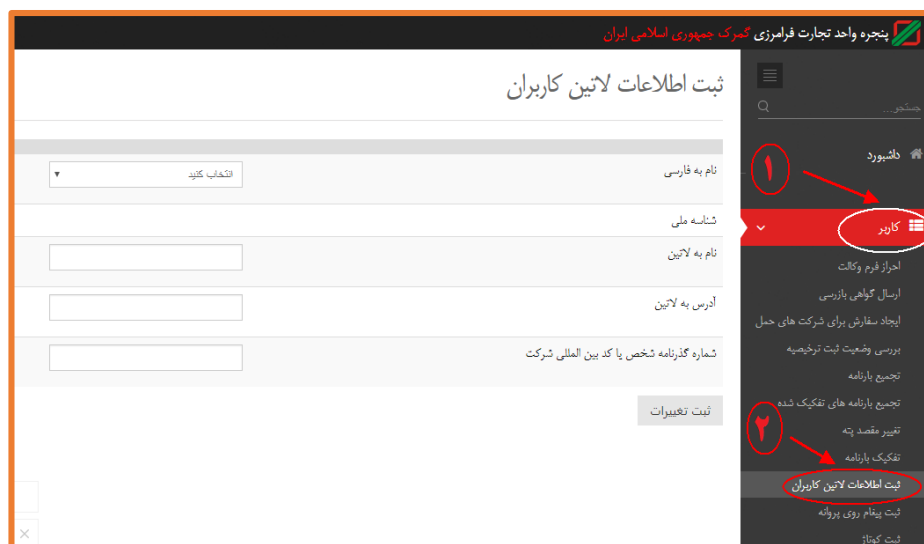 پنجره واحد تجارت فرامرزی گمرک جمهوری اسلامی ایران
جستجو...
داشبورد
۱
کاربر
احراز فرم وکالت
ارسال گواهی بازرسی
ایجاد سفارش برای شرکت های حمل
بررسی وضعیت ثبت ترخیصیه
تجمیع بارنامه
تجمیع بارنامه های تفکیک شده
تغییر مقصد پته
۲
تفکیک بارنامه
ثبت اطلاعات لاتین کاربران
ثبت پیغام روی پروانه
ثبت کوتاژ
ثبت اطلاعات لاتین کاربران
نام به فارسی
انتخاب کنید
شناسه ملی
نام به لاتین
آدرس به لاتین
شماره گذرنامه شخص یا کد بین المللی شرکت
ثبت تغییرات